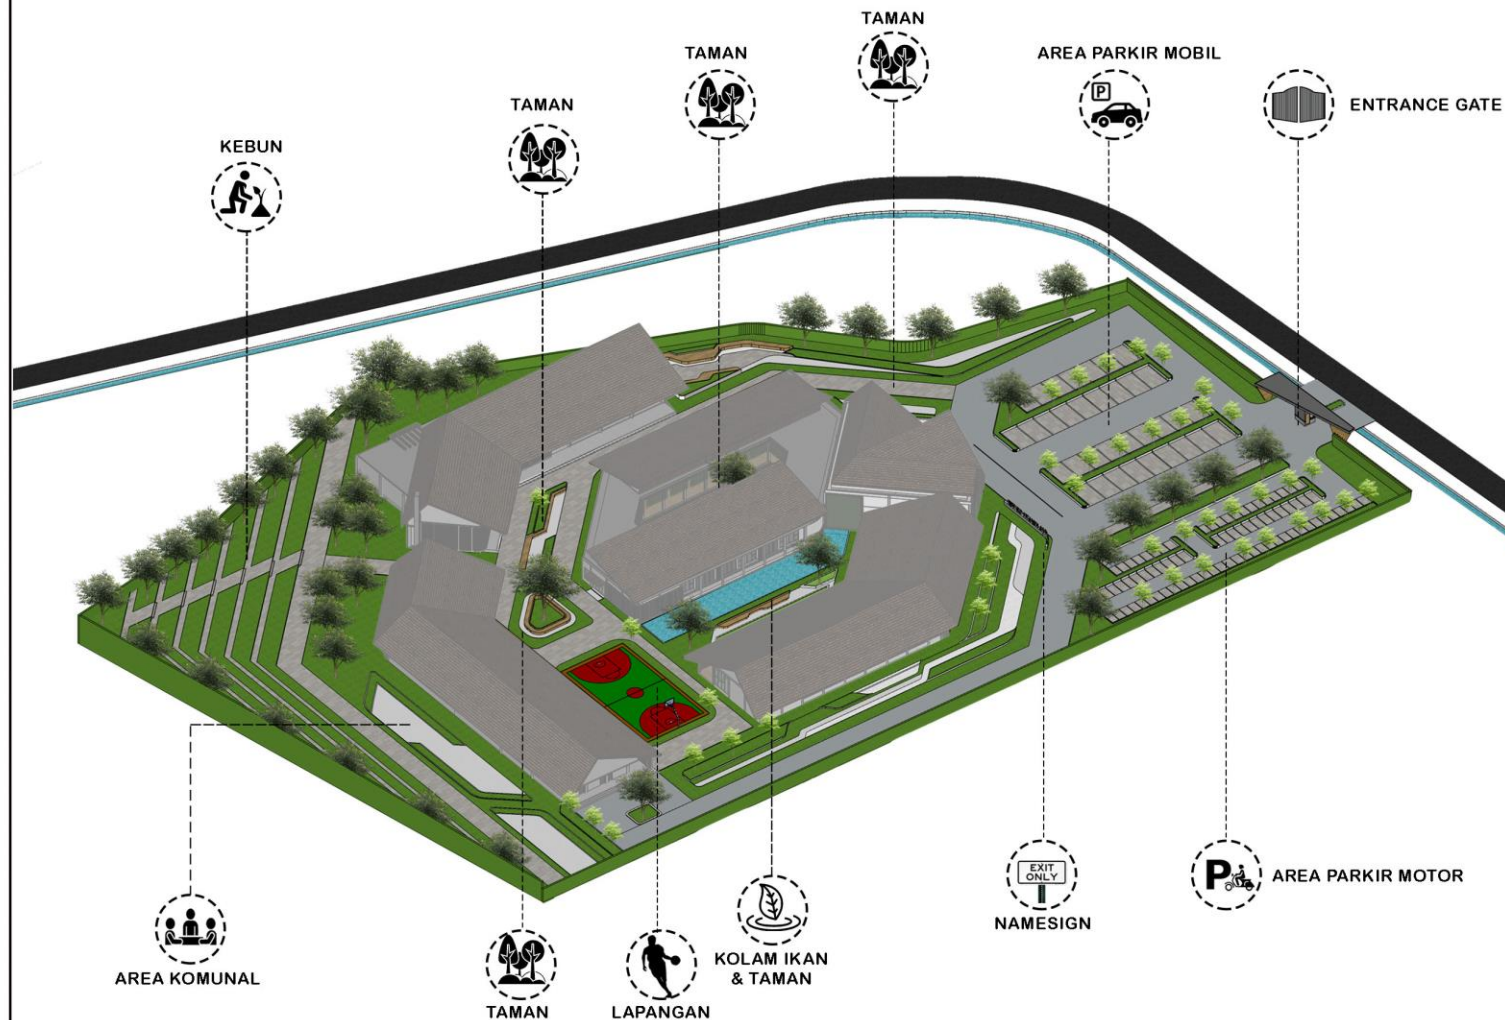 TAMAN
TAMAN
AREA PARKIR MOBIL
P
TAMAN
ENTRANCE GATE
KEBUN
EXIT
ONLY
P
AREA PARKIR MOTOR
NAMESIGN
AREA KOMUNAL
KOLAM IKAN
& TAMAN
TAMAN
LAPANGAN